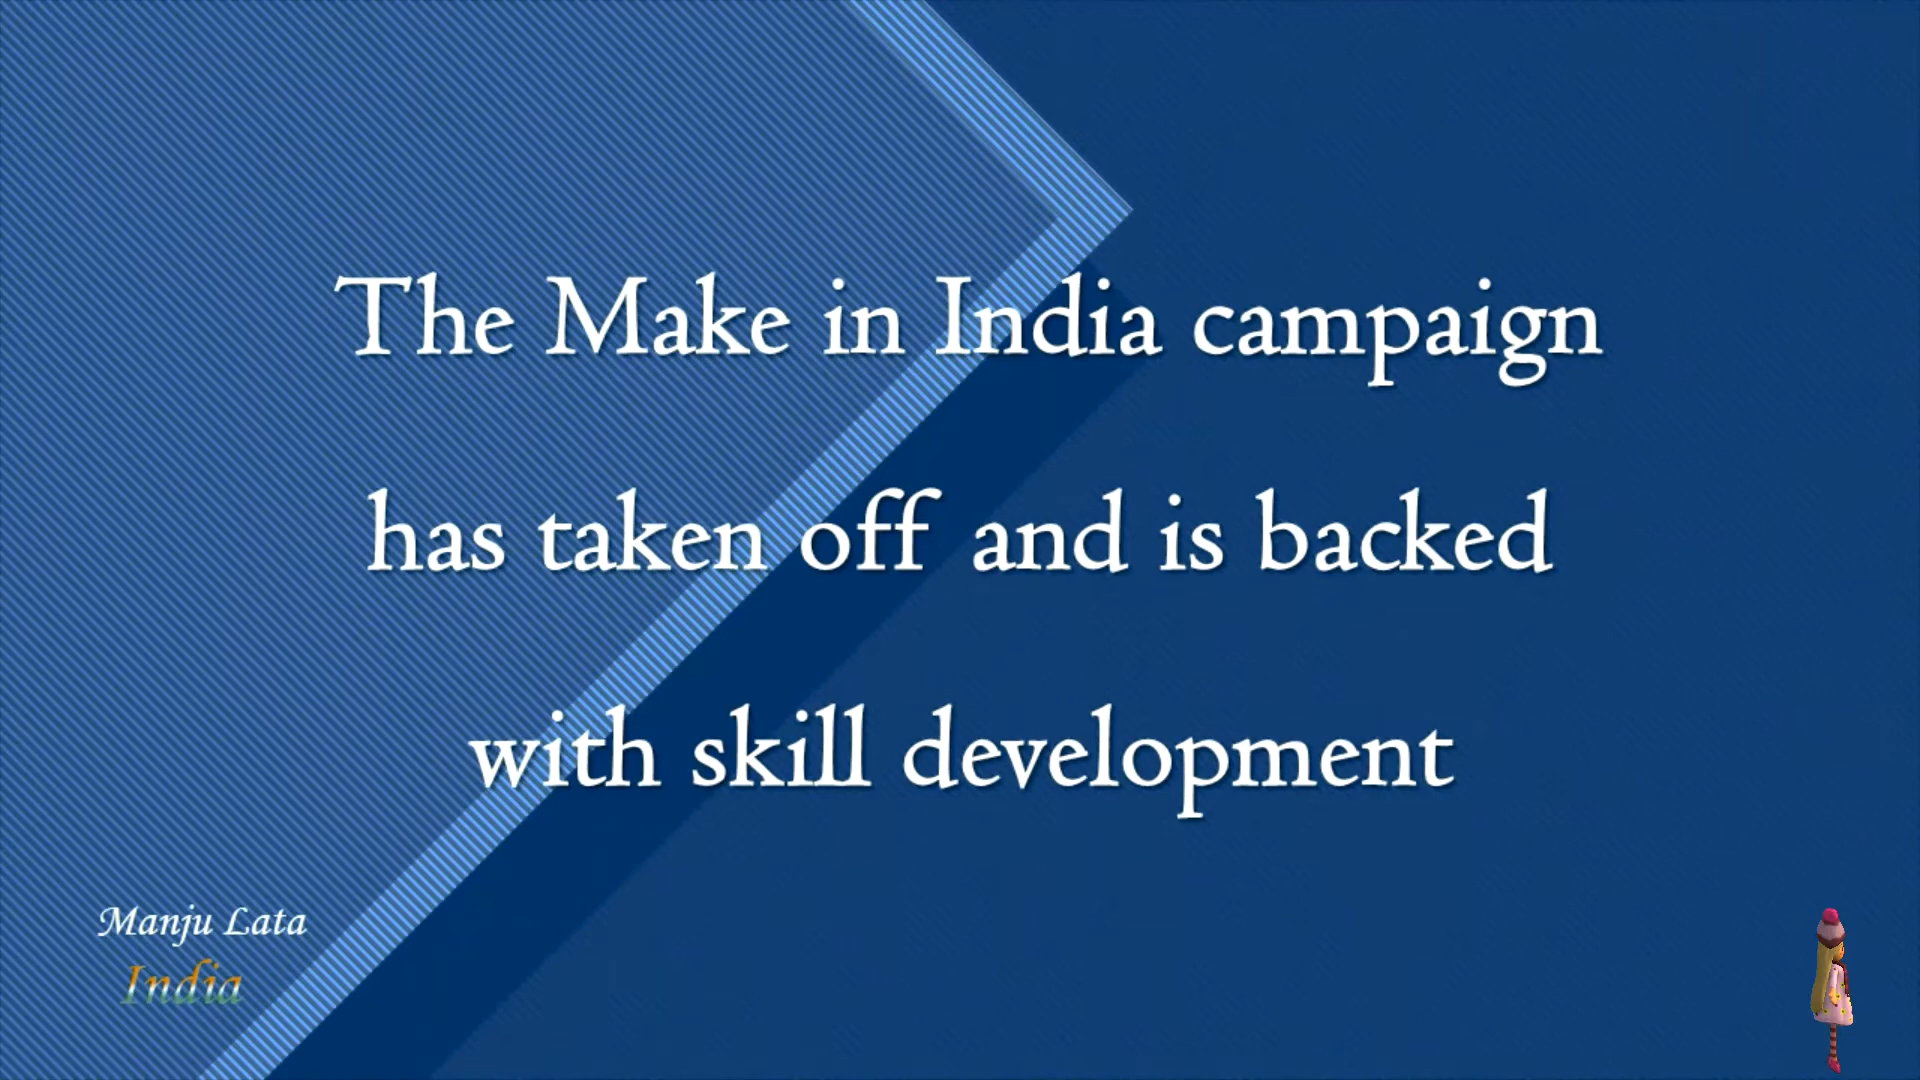 The Make in India campaign
has taken off and is backed
with skill development
Manju Lata
India